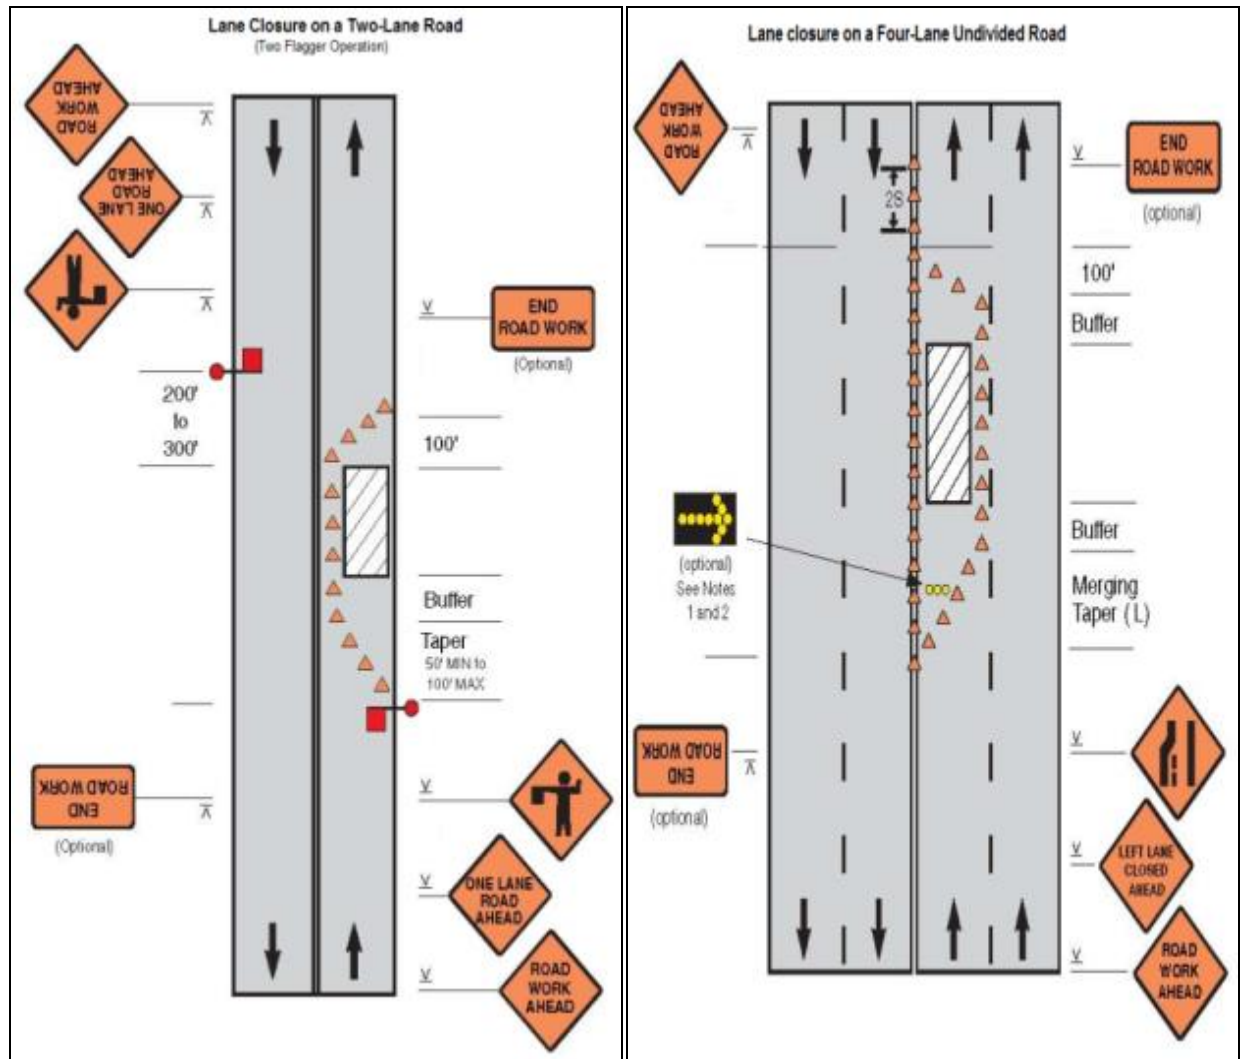 Lane Closure on a Two-Lane Road
(Two Flagger Operation)
ROAD
WORK
AHEAD
ONE LANE
ROAD
AHEAD
END
ROAD WORK
(Optional)
200'
to
300'
100'
Buffer
Taper
50' MIN to
100' MAX
END
ROAD WORK
(Optional)
ONE LANE
ROAD
AHEAD
ROAD
WORK
AHEAD
Lane closure on a Four-Lane Undivided Road
ROAD
WORK
AHEAD
END
ROAD WORK
(optional)
2S
100'
Buffer
(optional)
See Notes
1 and 2
Buffer
Merging
Taper (L)
END
ROAD WORK
(optional)
LEFT LANE
CLOSED
AHEAD
ROAD
WORK
AHEAD